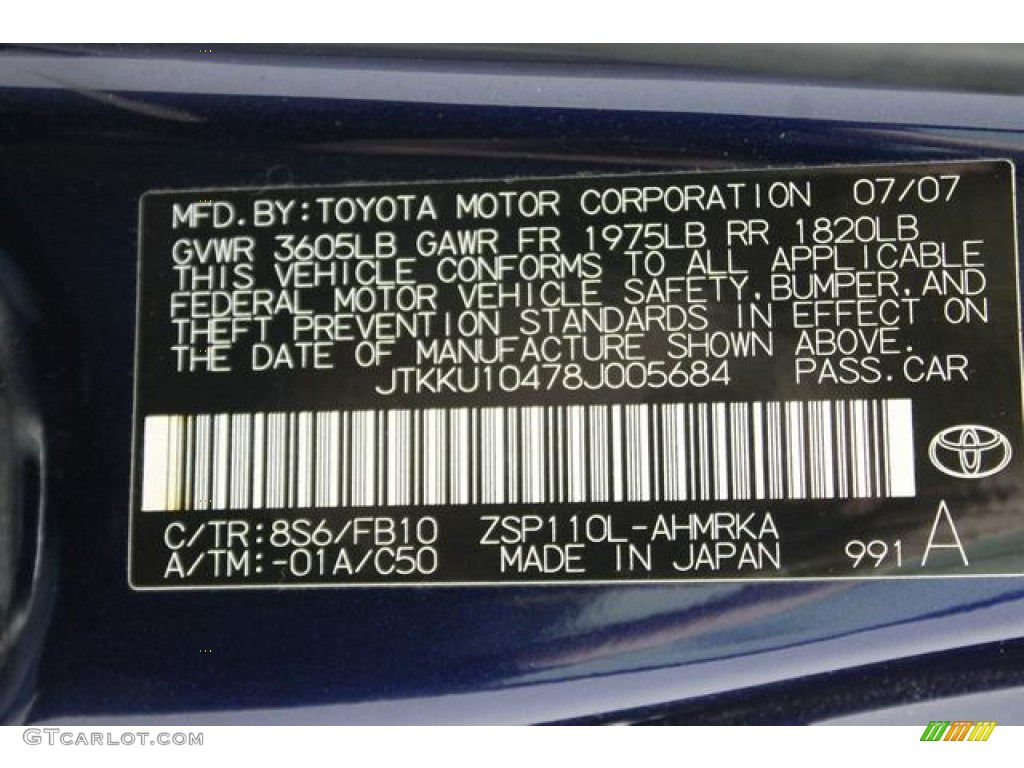 MFD.BY:TOYOTA MOTOR CORPORATION 07/07
GVWR 3605LB GAWR FR 1975LB RR 1820LB
THIS VEHICLE CONFORMS TO ALL APPLICABLE
FEDERAL MOTOR VEHICLE SAFETY,BUMPER,AND
THEFT PREVENTION STANDARDS IN EFFECT ON
THE DATE OF MANUFACTURE SHOWN ABOVE.
JTKKU10478J005684 PASS.CAR
C/TR:8S6/FB10 ZSP110L-AHMRKA
A/TM:-01A/C50 MADE IN JAPAN 991 A
GTCarLot.com